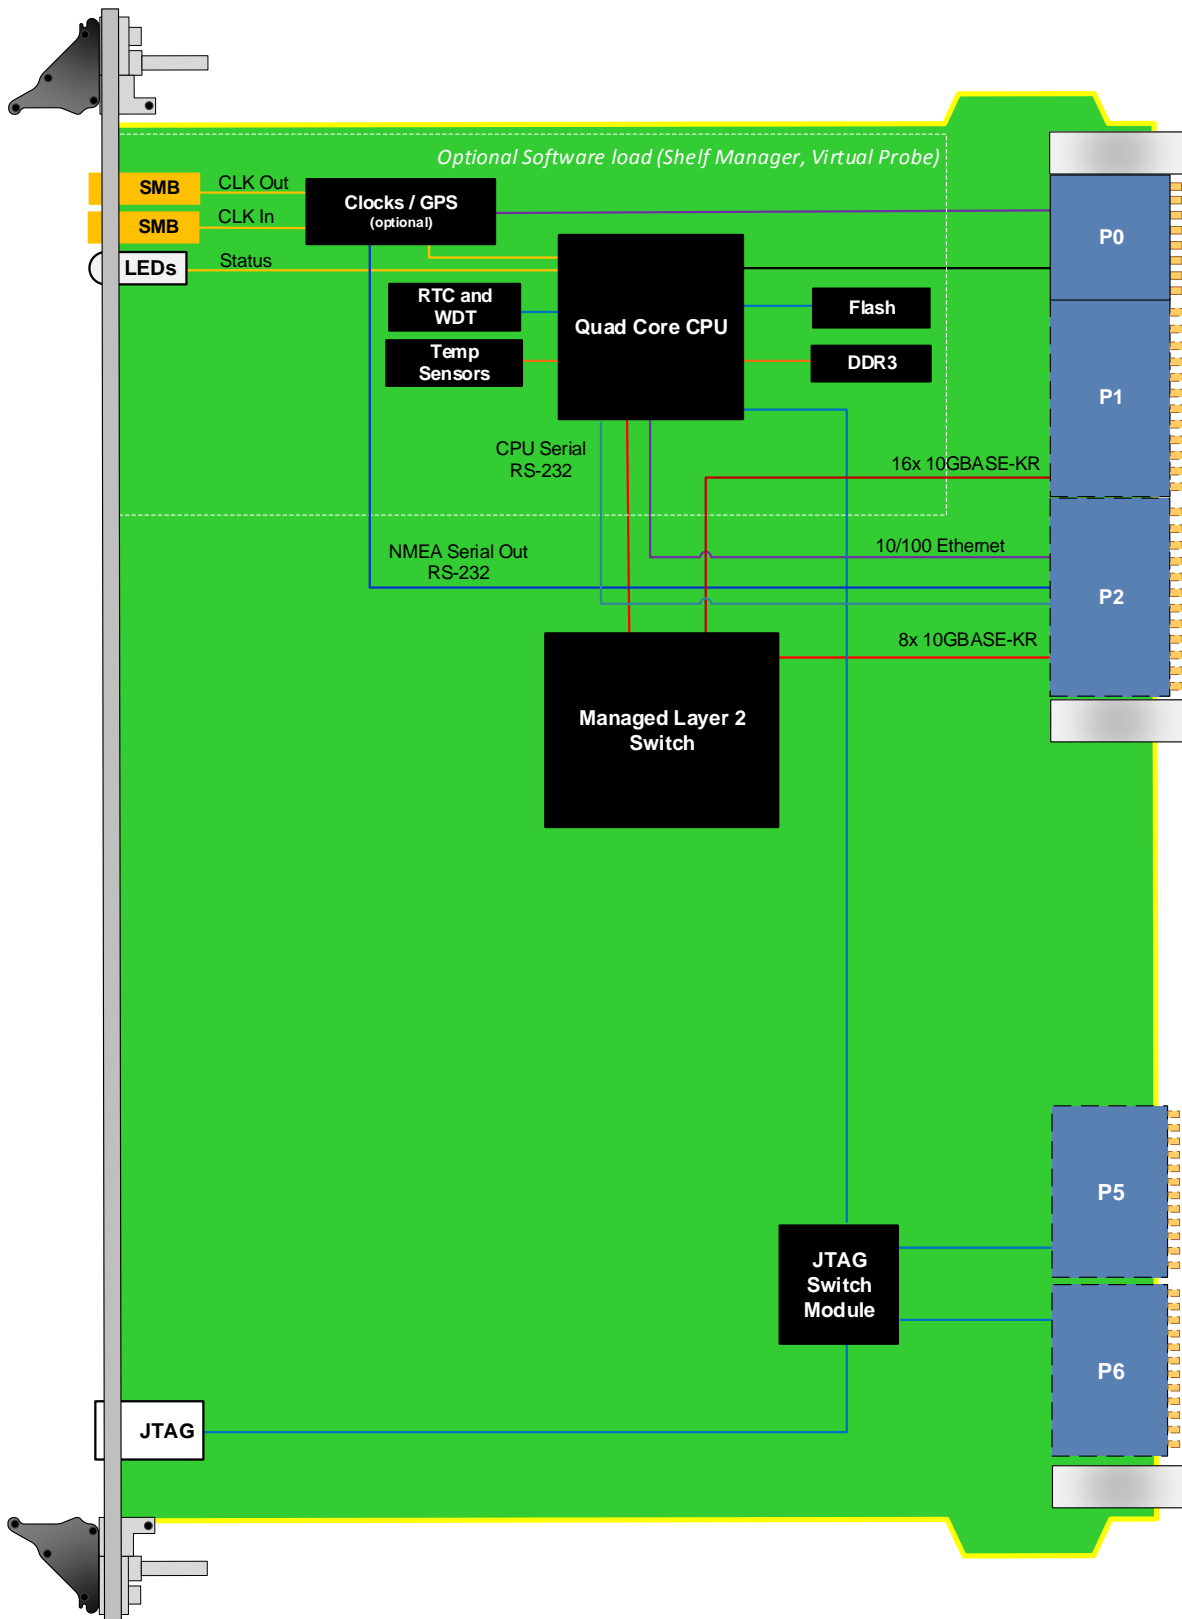 Optional Software load (Shelf Manager, Virtual Probe)
SMB
CLK Out
SMB
CLK In
Clocks / GPS
(optional)
P0
LEDs
Status
RTC and
WDT
Quad Core CPU
Flash
Temp
Sensors
DDR3
P1
CPU Serial
RS-232
16x 10GBASE-KR
NMEA Serial Out
RS-232
10/100 Ethernet
P2
8x 10GBASE-KR
Managed Layer 2
Switch
P5
JTAG
Switch
Module
P6
JTAG